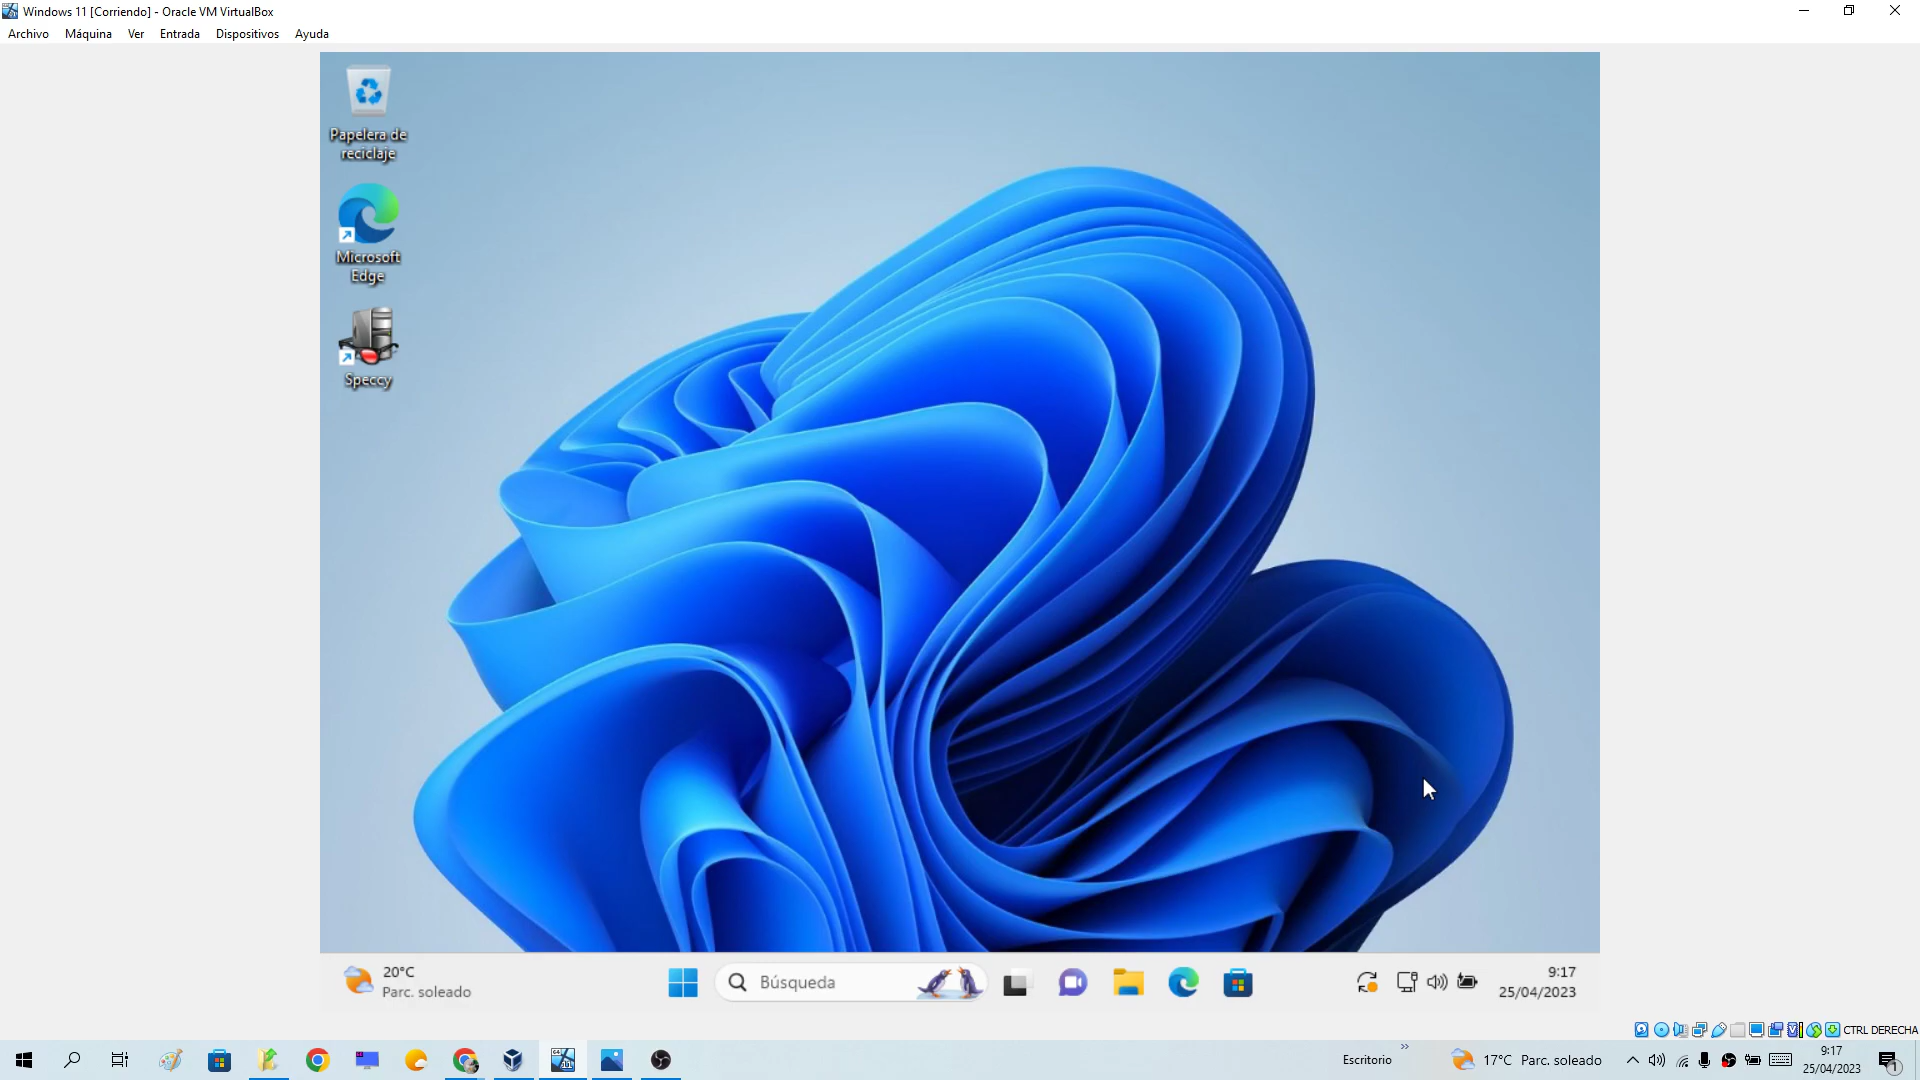 Windows 11 [Corriendo] - Oracle VM VirtualBox
Archivo Máquina Ver Entrada Dispositivos Ayuda
Papelera de
reciclaje
Microsoft
Edge
Speccy
20°C
Parc. soleado
Búsqueda
9:17
25/04/2023
CTRL DERECHA
Escritorio
17°C Parc. soleado
9:17
25/04/2023
1